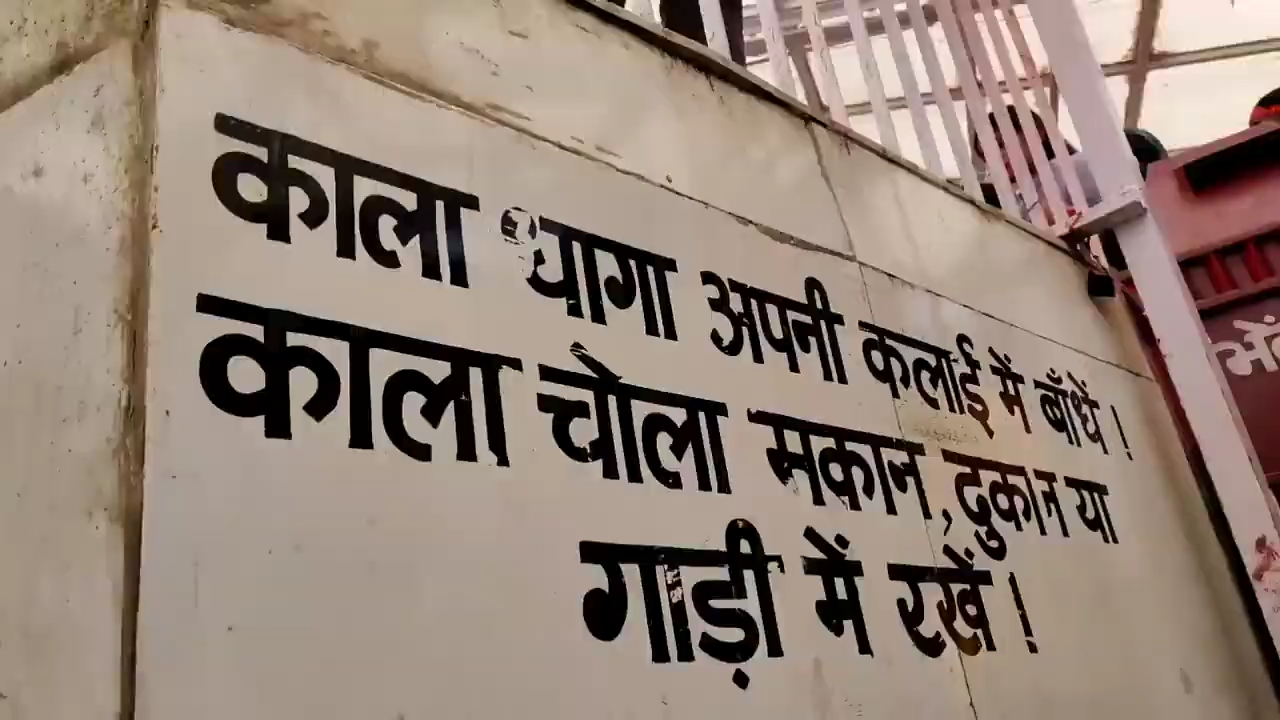 काला धागा अपनी कलाई में बाँधें !
काला चोला मकान, दुकान या
गाड़ी में रखें !